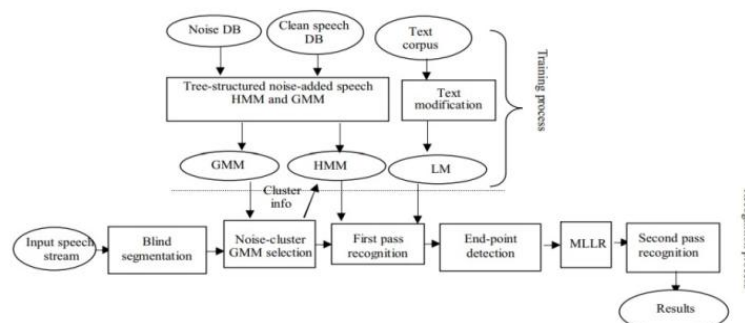 Noise DB
Clean speech
DB
Text
corpus
Tree-structured noise-added speech
HMM and GMM
Text
modification
Training process
GMM
HMM
LM
Cluster
info
Input speech
stream
Blind
segmentation
Noise-cluster
GMM selection
First pass
recognition
End-point
detection
MLLR
Second pass
recognition
Results